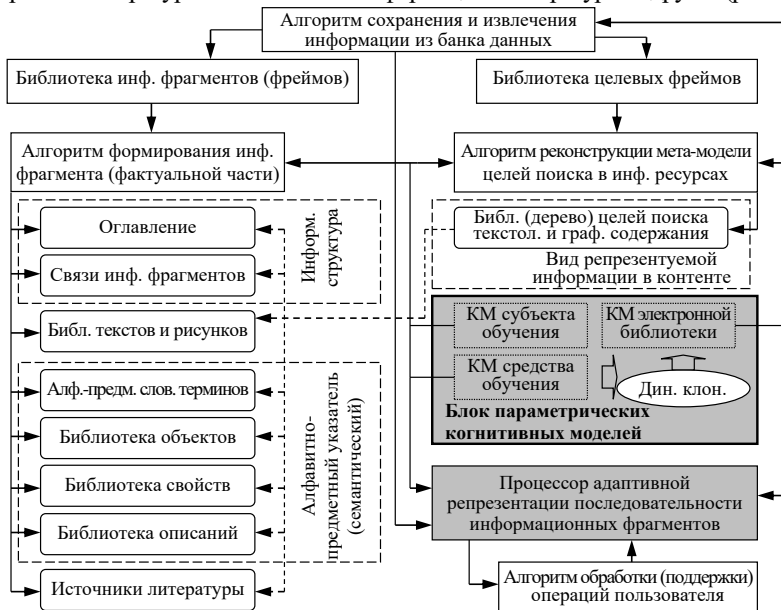 Алгоритм сохранения и извлечения
информации из банка данных
Библиотека инф. фрагментов (фреймов)
Библиотека целевых фреймов
Алгоритм формирования инф.
фрагмента (фактуальной части)
Алгоритм реконструкции мета-модели
целей поиска в инф. ресурсах
Оглавление
Связи инф. фрагментов
Информ.
структура
Библ. (дерево) целей поиска
текстол. и граф. содержания
Вид репрезентуемой
информации в контенте
Библ. текстов и рисунков
КМ субъекта
обучения
КМ электронной
библиотеки
КМ средства
обучения
Дин. клон.
Блок параметрических
когнитивных моделей
Алф.-предм. слов. терминов
Библиотека объектов
Библиотека свойств
Библиотека описаний
Алфавитно-
предметный указатель
(семантический)
Источники литературы
Процессор адаптивной
репрезентации последовательности
информационных фрагментов
Алгоритм обработки (поддержки)
операций пользователя